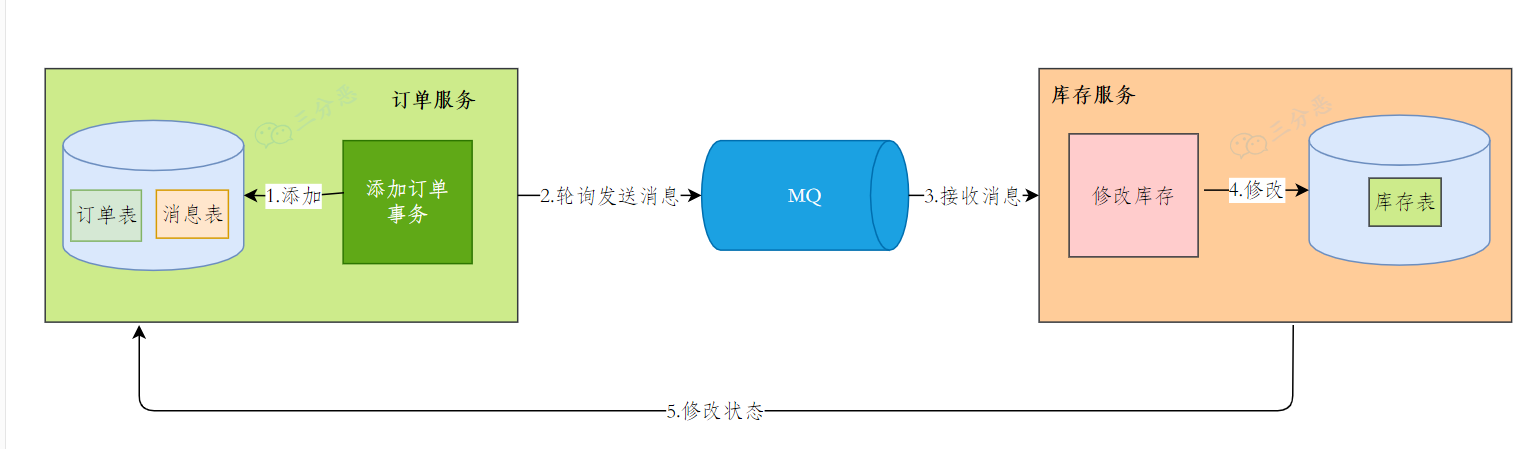 订单服务
三分恶
订单表
消息表
1.添加
添加订单
事务
2.轮询发送消息
MQ
3.接收消息
库存服务
三分恶
修改库存
4.修改
库存表
5.修改状态